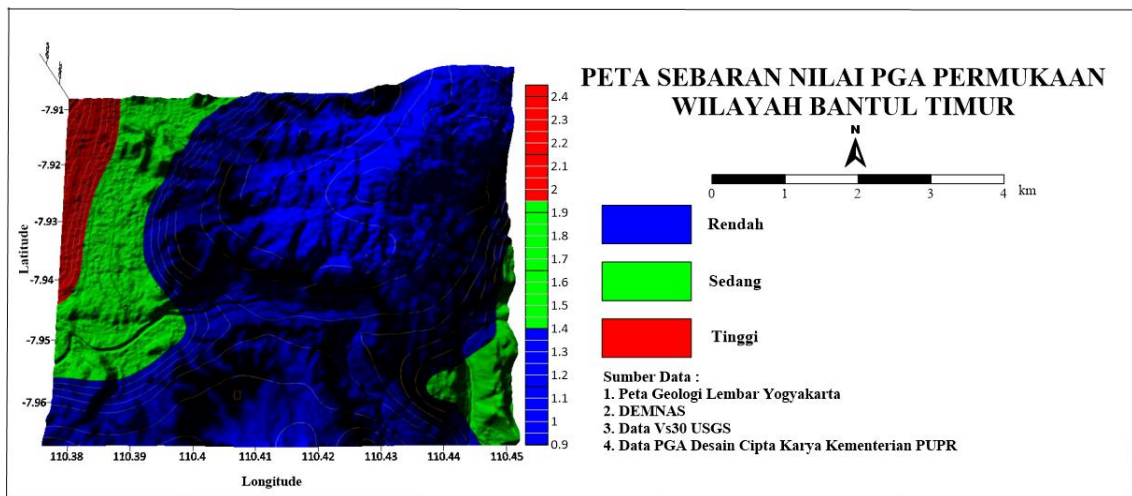 PETA SEBARAN NILAI PGA PERMUKAAN
WILAYAH BANTUL TIMUR
N
0 1 2 3 4 km
Rendah
Sedang
Tinggi
Sumber Data :
1. Peta Geologi Lembar Yogyakarta
2. DEMNAS
3. Data Vs30 USGS
4. Data PGA Desain Cipta Karya Kementerian PUPR
Latitude
-7.91
-7.92
-7.93
-7.94
-7.95
-7.96
110.38 110.39 110.4 110.41 110.42 110.43 110.44 110.45
Longitude
2.4
2.3
2.2
2.1
2
1.9
1.8
1.7
1.6
1.5
1.4
1.3
1.2
1.1
1
0.9